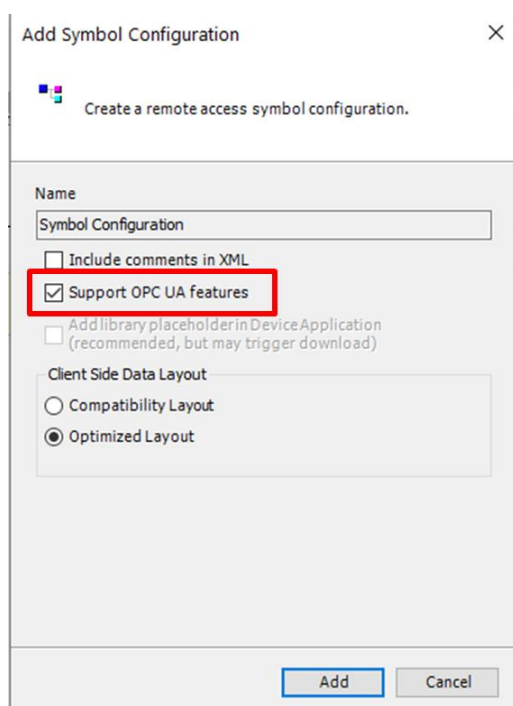 Add Symbol Configuration
Create a remote access symbol configuration.
Name
Symbol Configuration
Include comments in XML
Support OPC UA features
Add library placeholder in Device Application
(recommended, but may trigger download)
Client Side Data Layout
Compatibility Layout
Optimized Layout
Add
Cancel